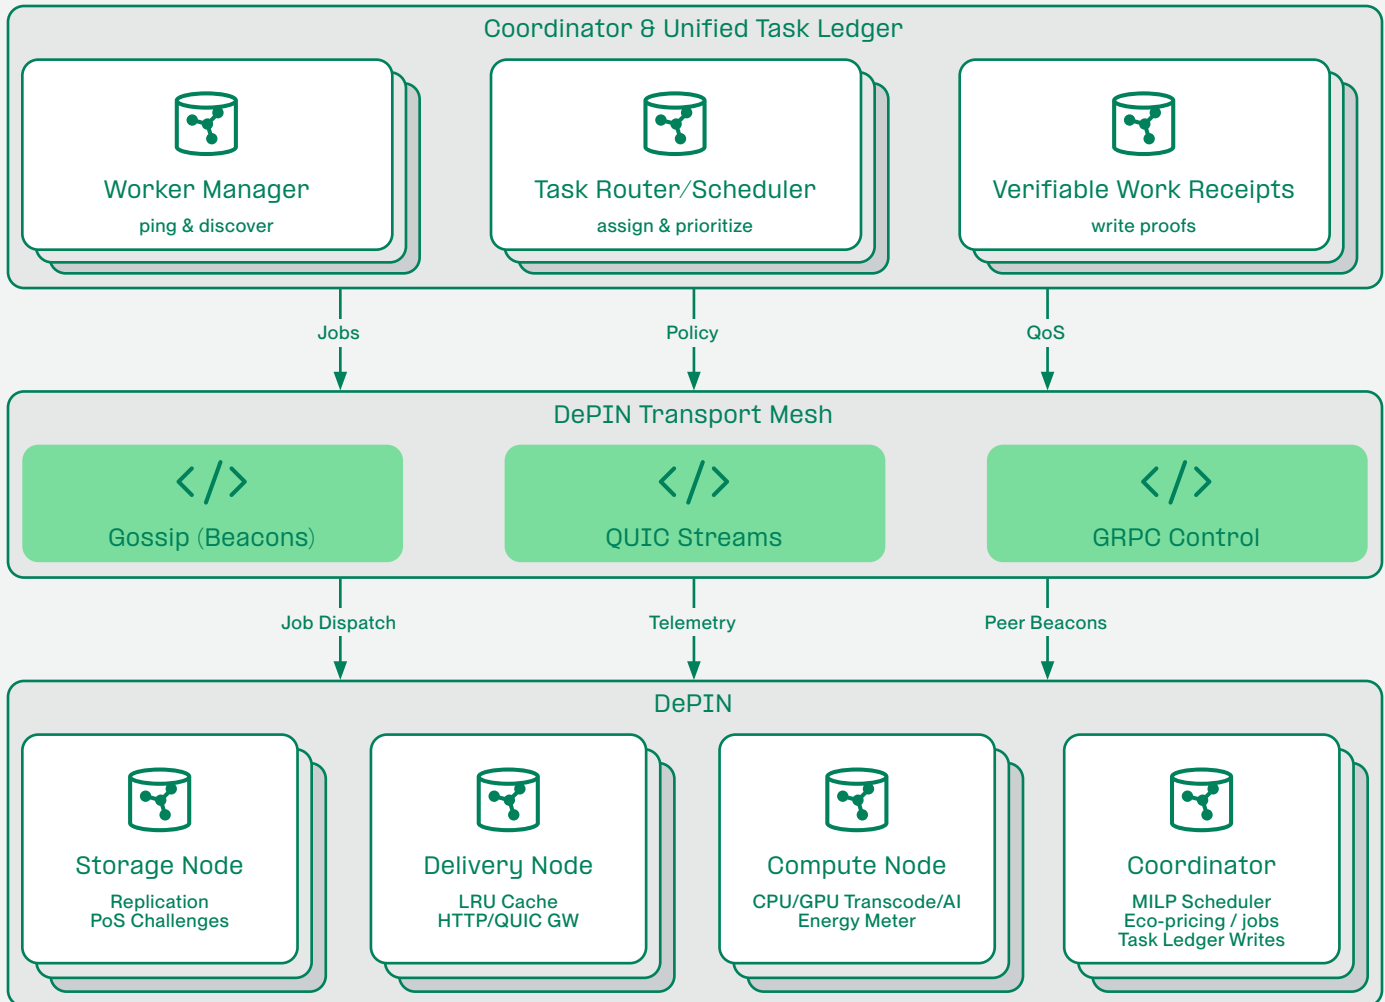 Coordinator & Unified Task Ledger
Worker Manager
ping & discover
Task Router/Scheduler
assign & prioritize
Verifiable Work Receipts
write proofs
Jobs
Policy
QoS
DePIN Transport Mesh
</>
Gossip (Beacons)
</>
QUIC Streams
</>
GRPC Control
Job Dispatch
Telemetry
Peer Beacons
DePIN
Storage Node
Replication
PoS Challenges
Delivery Node
LRU Cache
HTTP/QUIC GW
Compute Node
CPU/GPU Transcode/AI
Energy Meter
Coordinator
MILP Scheduler
Eco-pricing / jobs
Task Ledger Writes